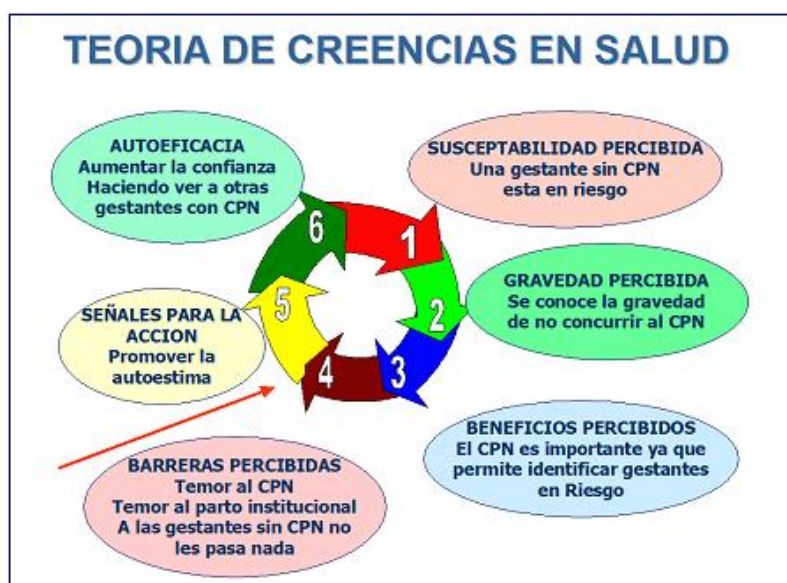 TEORIA DE CREENCIAS EN SALUD
AUTOEFICACIA
Aumentar la confianza
Haciendo ver a otras
gestantes con CPN
SUSCEPTABILIDAD PERCIBIDA
Una gestante sin CPN
esta en riesgo
6
1
GRAVEDAD PERCIBIDA
Se conoce la gravedad
de no concurrir al CPN
5
2
SEÑALES PARA LA
ACCION
Promover la
autoestima
4
3
BENEFICIOS PERCIBIDOS
El CPN es importante ya que
permite identificar gestantes
en Riesgo
BARRERAS PERCIBIDAS
Temor al CPN
Temor al parto institucional
A las gestantes sin CPN no
les pasa nada